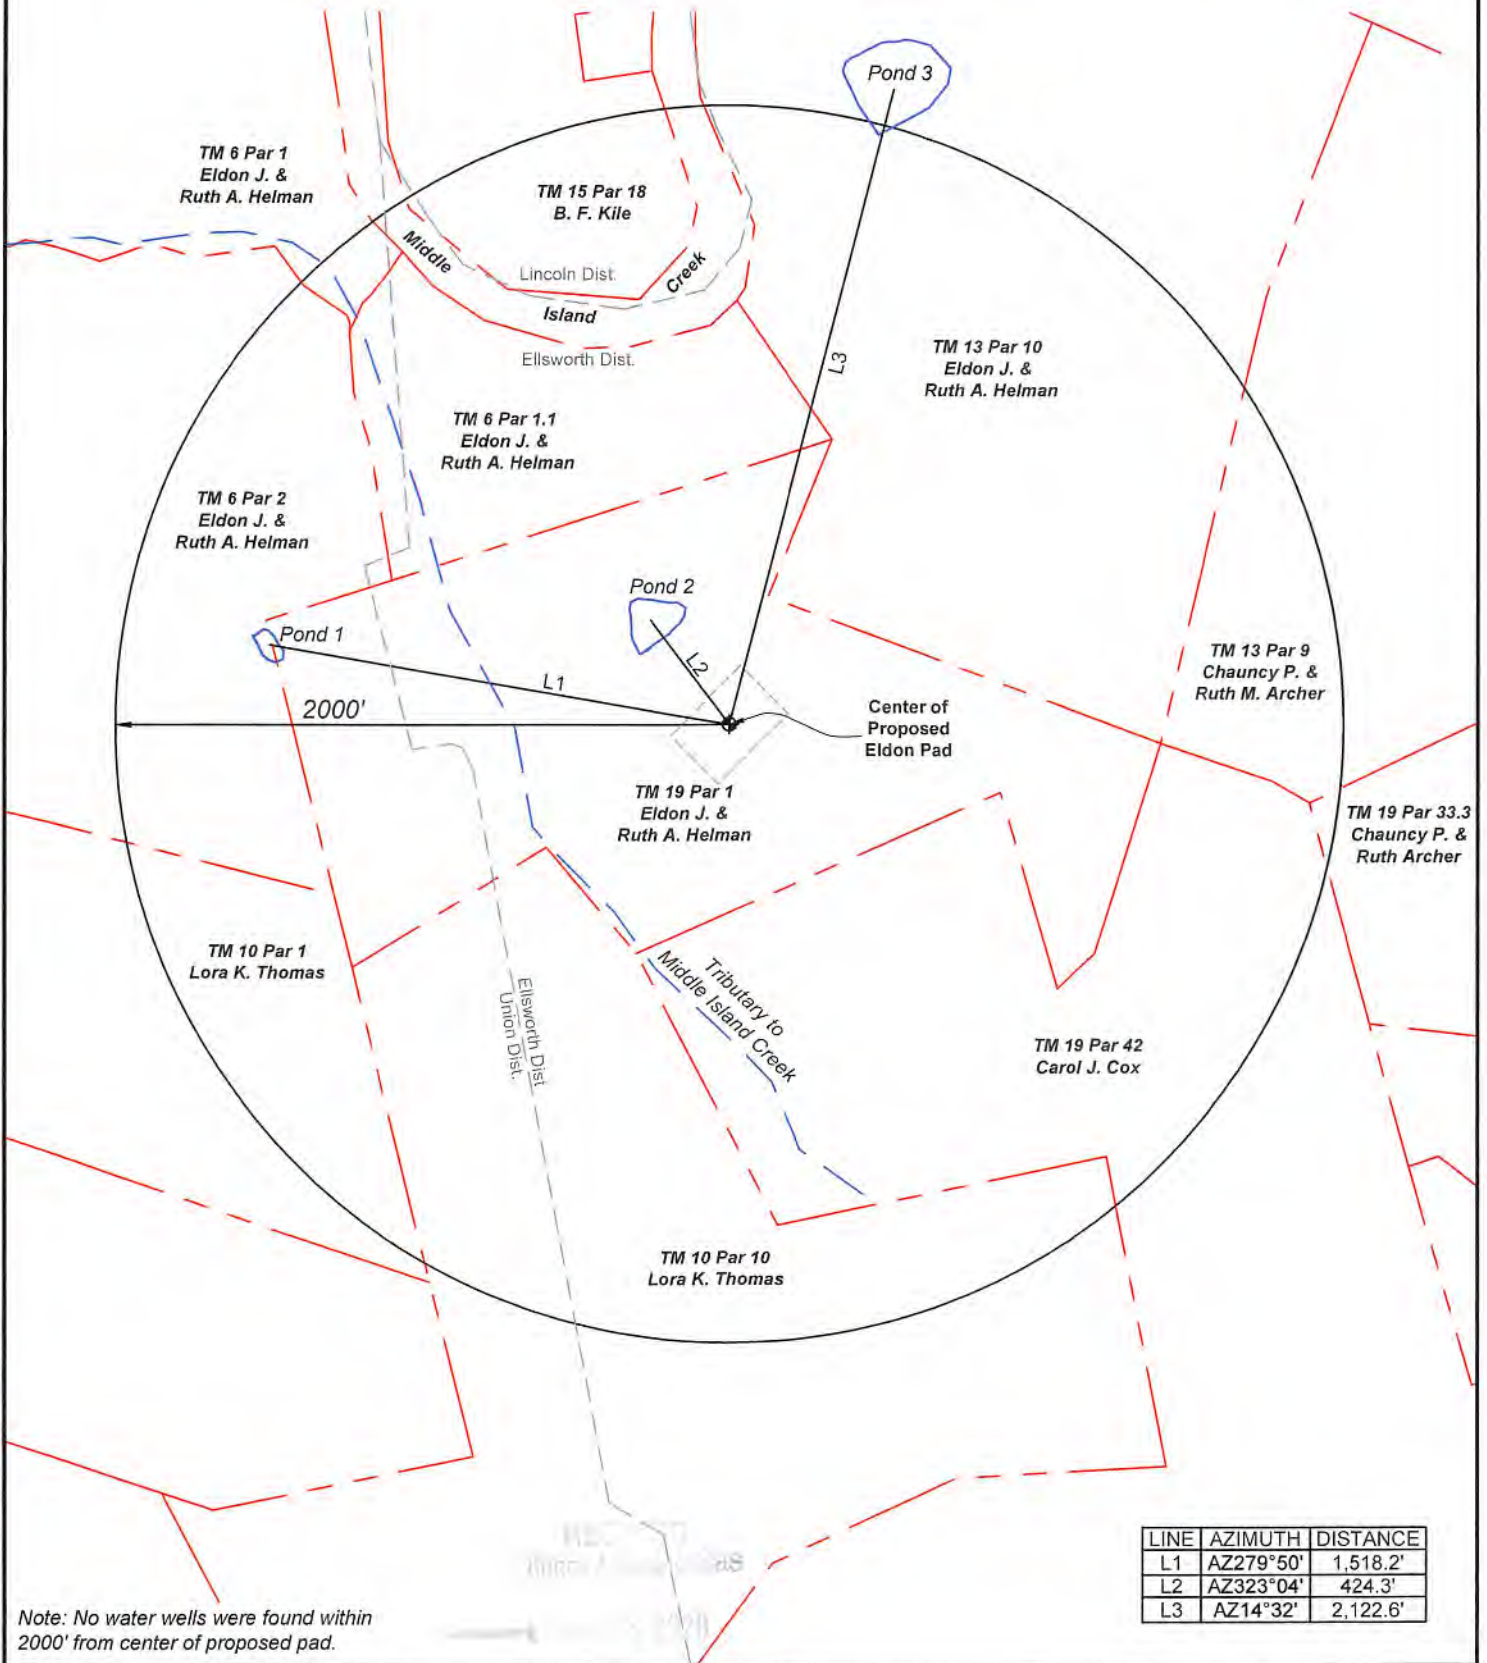 Pond 3
TM 6 Par 1
Eldon J. &
Ruth A. Helman
TM 15 Par 18
B. F. Kile
Middle
Island
Creek
Lincoln Dist.
Ellsworth Dist.
L3
TM 13 Par 10
Eldon J. &
Ruth A. Helman
TM 6 Par 1.1
Eldon J. &
Ruth A. Helman
TM 6 Par 2
Eldon J. &
Ruth A. Helman
Pond 2
Pond 1
L2
L1
2000'
TM 13 Par 9
Chauncy P. &
Ruth M. Archer
Center of
Proposed
Eldon Pad
TM 19 Par 1
Eldon J. &
Ruth A. Helman
TM 19 Par 33.3
Chauncy P. &
Ruth Archer
TM 10 Par 1
Lora K. Thomas
Ellsworth Dist
Union Dist.
Tributary to
Middle Island Creek
TM 19 Par 42
Carol J. Cox
TM 10 Par 10
Lora K. Thomas
LINE AZIMUTH DISTANCE
L1 AZ279°50' 1,518.2'
L2 AZ323°04' 424.3'
L3 AZ14°32' 2,122.6'
Note: No water wells were found within
2000' from center of proposed pad.